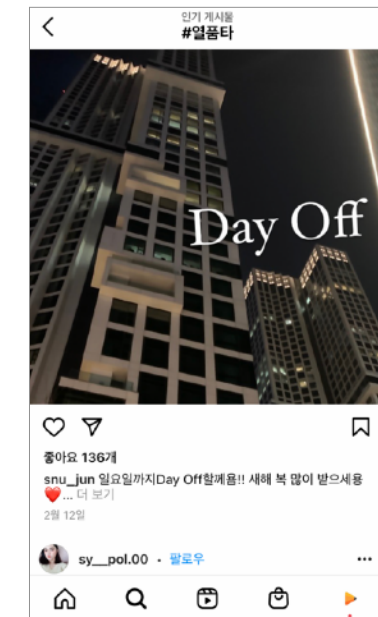 인기 게시물
#열품타
Day Off
좋아요 136개
snu_jun 일요일까지Day Off할께욤!! 새해 복 많이 받으세용
❤️... 더 보기
2월 12일
sy__pol.00 • 팔로우